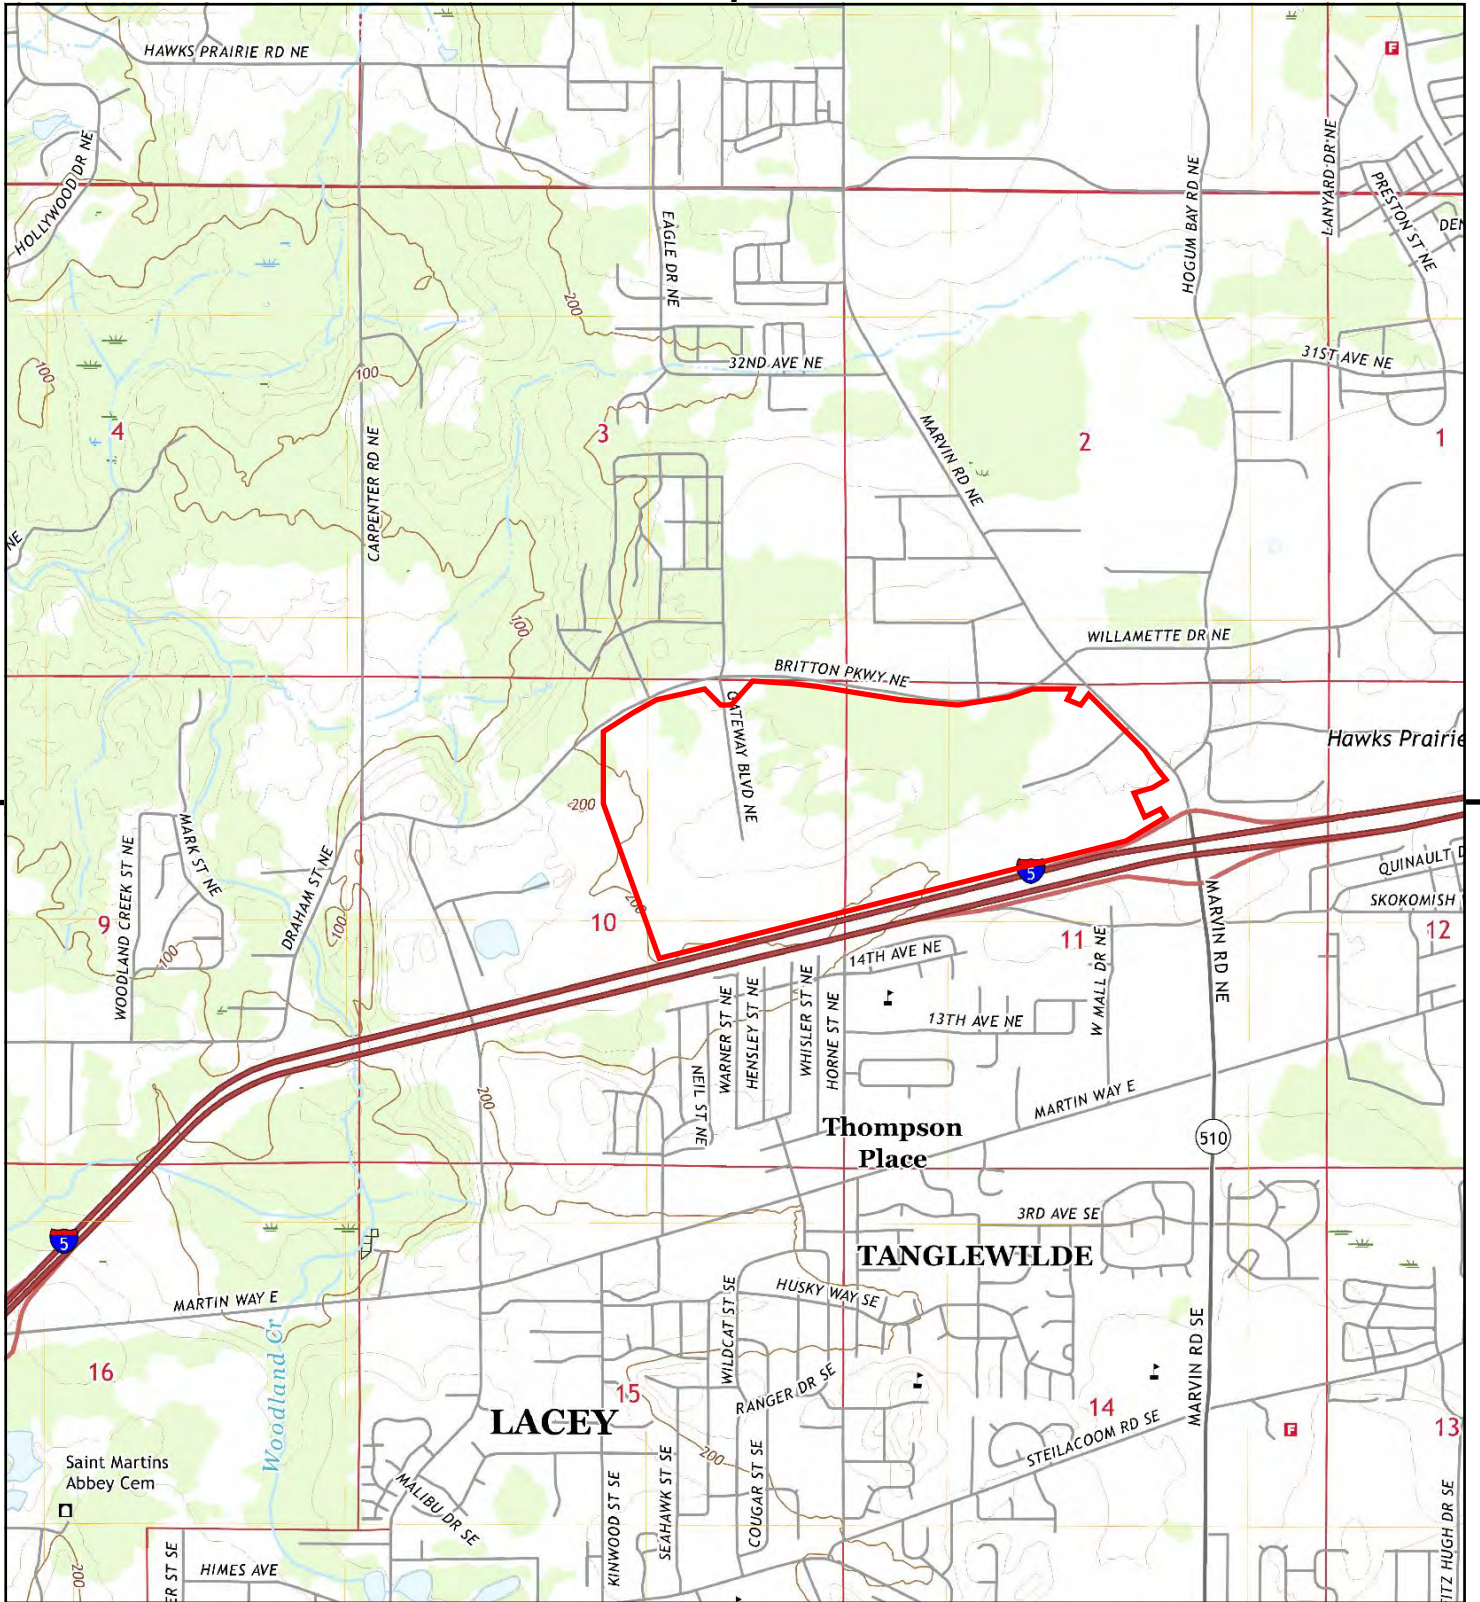 HAWKS PRAIRIE RD NE
F
HOLLYWOOD DR NE
LANYARD DR NE
PRESTON ST NE
DEN
EAGLE DR NE
HOGUM BAY RD NE
200
32ND AVE NE
31ST AVE NE
100
100
4
3
MARVIN RD NE
2
1
CARPENTER RD NE
NE
100
WILLAMETTE DR NE
BRITTON PKWY NE
GATEWAY BLVD NE
Hawks Prairie
200
MARK ST NE
WOODLAND CREEK ST NE
DRAHAM ST NE
5
QUINAULT D
SKOKOMISH
200
9
100
100
10
11
12
MARVIN RD NE
W MALL DR NE
14TH AVE NE
WARNER ST NE
HENSLEY ST NE
WHISLER ST NE
HORNE ST NE
13TH AVE NE
NEIL ST NE
200
MARTIN WAY E
Thompson
Place
510
3RD AVE SE
5
TANGLEWILDE
MARTIN WAY E
HUSKY WAY SE
WILDCAT ST SE
Woodland Cr
MARVIN RD SE
16
15
RANGER DR SE
14
LACEY
STEILACOOM RD SE
F
13
200
Saint Martins
Abbey Cem
MALIBU DR SE
KINWOOD ST SE
SEAHAWK ST SE
COUGAR ST SE
ITZ HUGH DR SE
ER ST SE
HIMES AVE
200